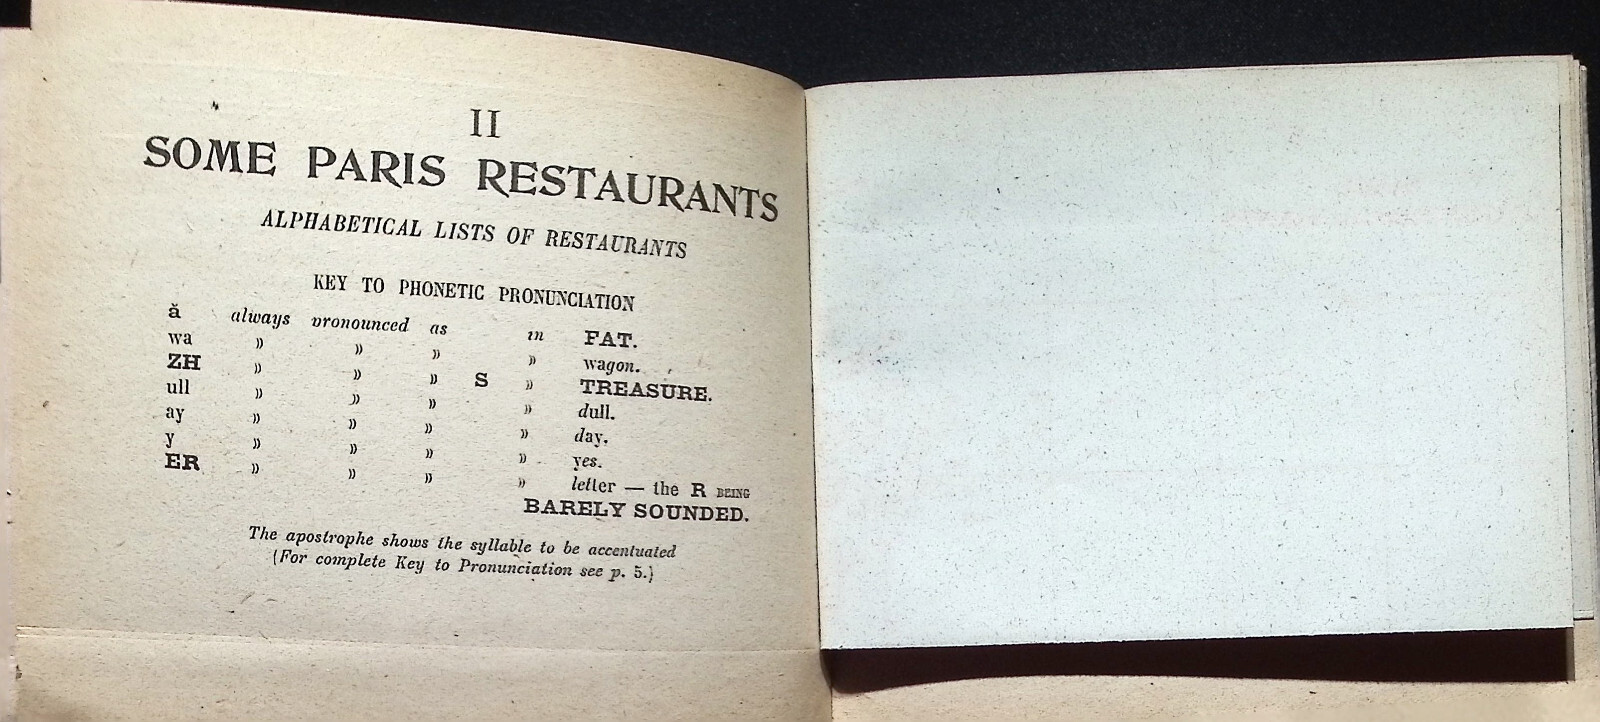 II
SOME PARIS RESTAURANTS
ALPHABETICAL LISTS OF RESTAURANTS
KEY TO PHONETIC PRONUNCIATION
ă always pronounced as in FAT.
wa » » » » wagon.
ZH » » » S » TREASURE.
ull » » » » dull.
ay » » » » day.
y » » » » yes.
ER » » » » letter — the R BEING
BARELY SOUNDED.
The apostrophe shows the syllable to be accentuated
(For complete Key to Pronunciation see p. 5.)